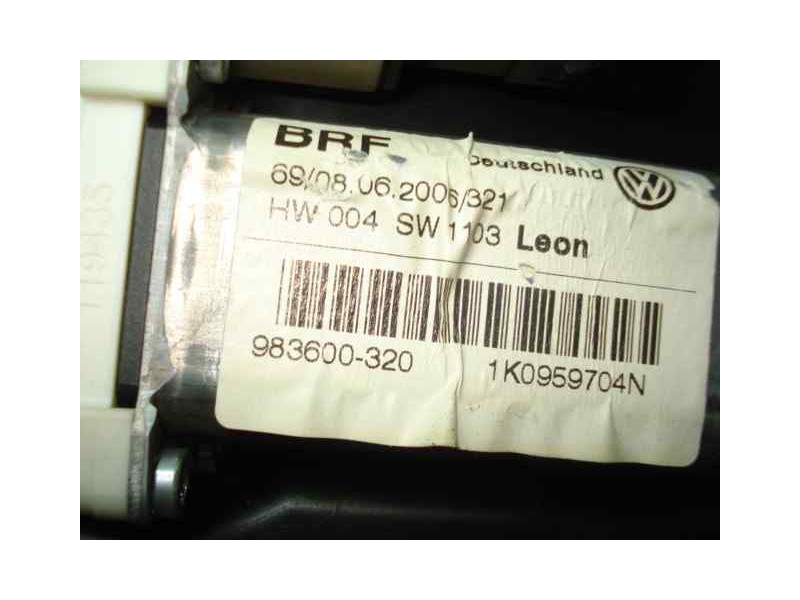 BRF Deutschland
69/08.06.2006/321
HW 004 SW 1103 Leon
983600-320 1K0959704N